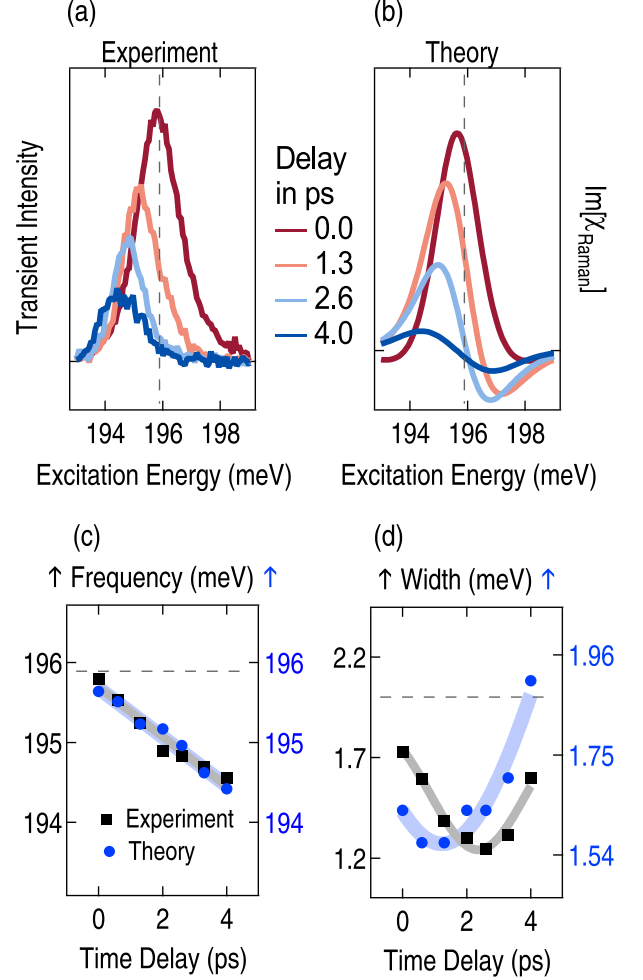 (a)
(b)
Experiment
Theory
Transient Intensity
Delay
in ps
0.0
1.3
2.6
4.0
Im[χRaman]
194 196 198
194 196 198
Excitation Energy (meV)
Excitation Energy (meV)
(c)
(d)
↑ Frequency (meV) ↑
↑ Width (meV) ↑
196
195
194
196
195
194
Experiment
Theory
0 2 4
Time Delay (ps)
2.2
1.7
1.2
1.96
1.75
1.54
0 2 4
Time Delay (ps)